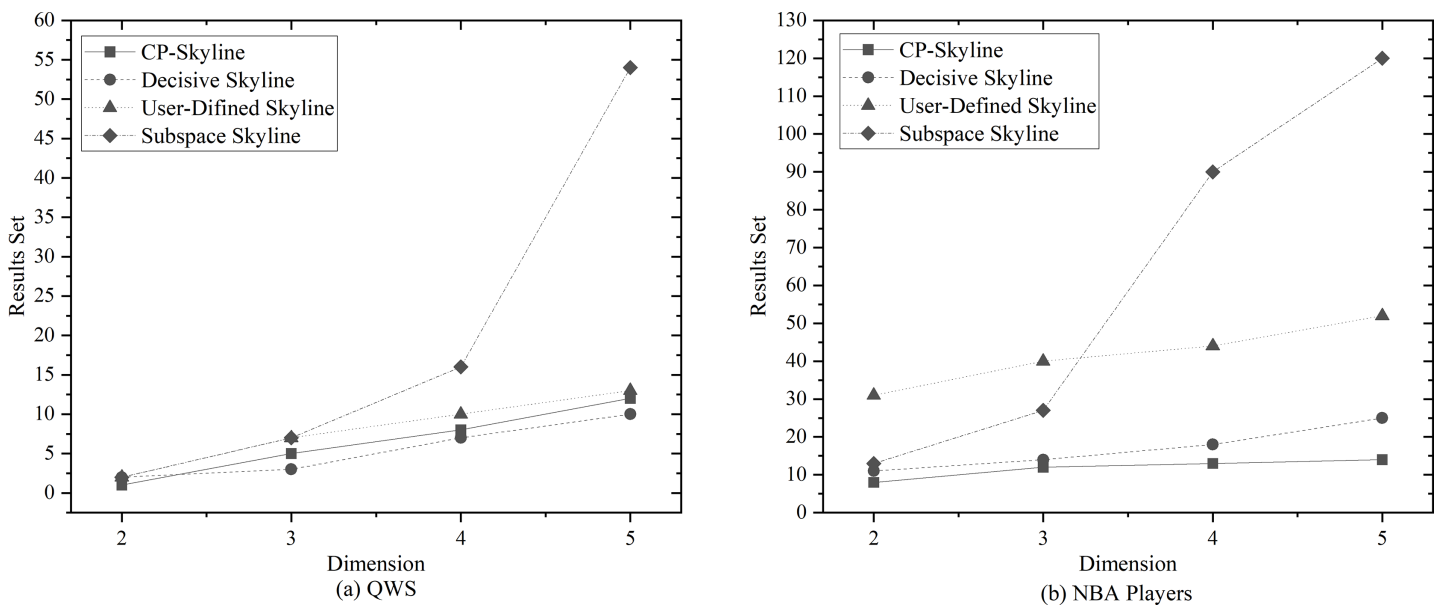 60
55
50
45
40
35
30
25
20
15
10
5
0
Results Set
CP-Skyline
Decisive Skyline
User-Difined Skyline
Subspace Skyline
2 3 4 5
Dimension
(a) QWS
130
120
110
100
90
80
70
60
50
40
30
20
10
0
Results Set
CP-Skyline
Decisive Skyline
User-Defined Skyline
Subspace Skyline
2 3 4 5
Dimension
(b) NBA Players